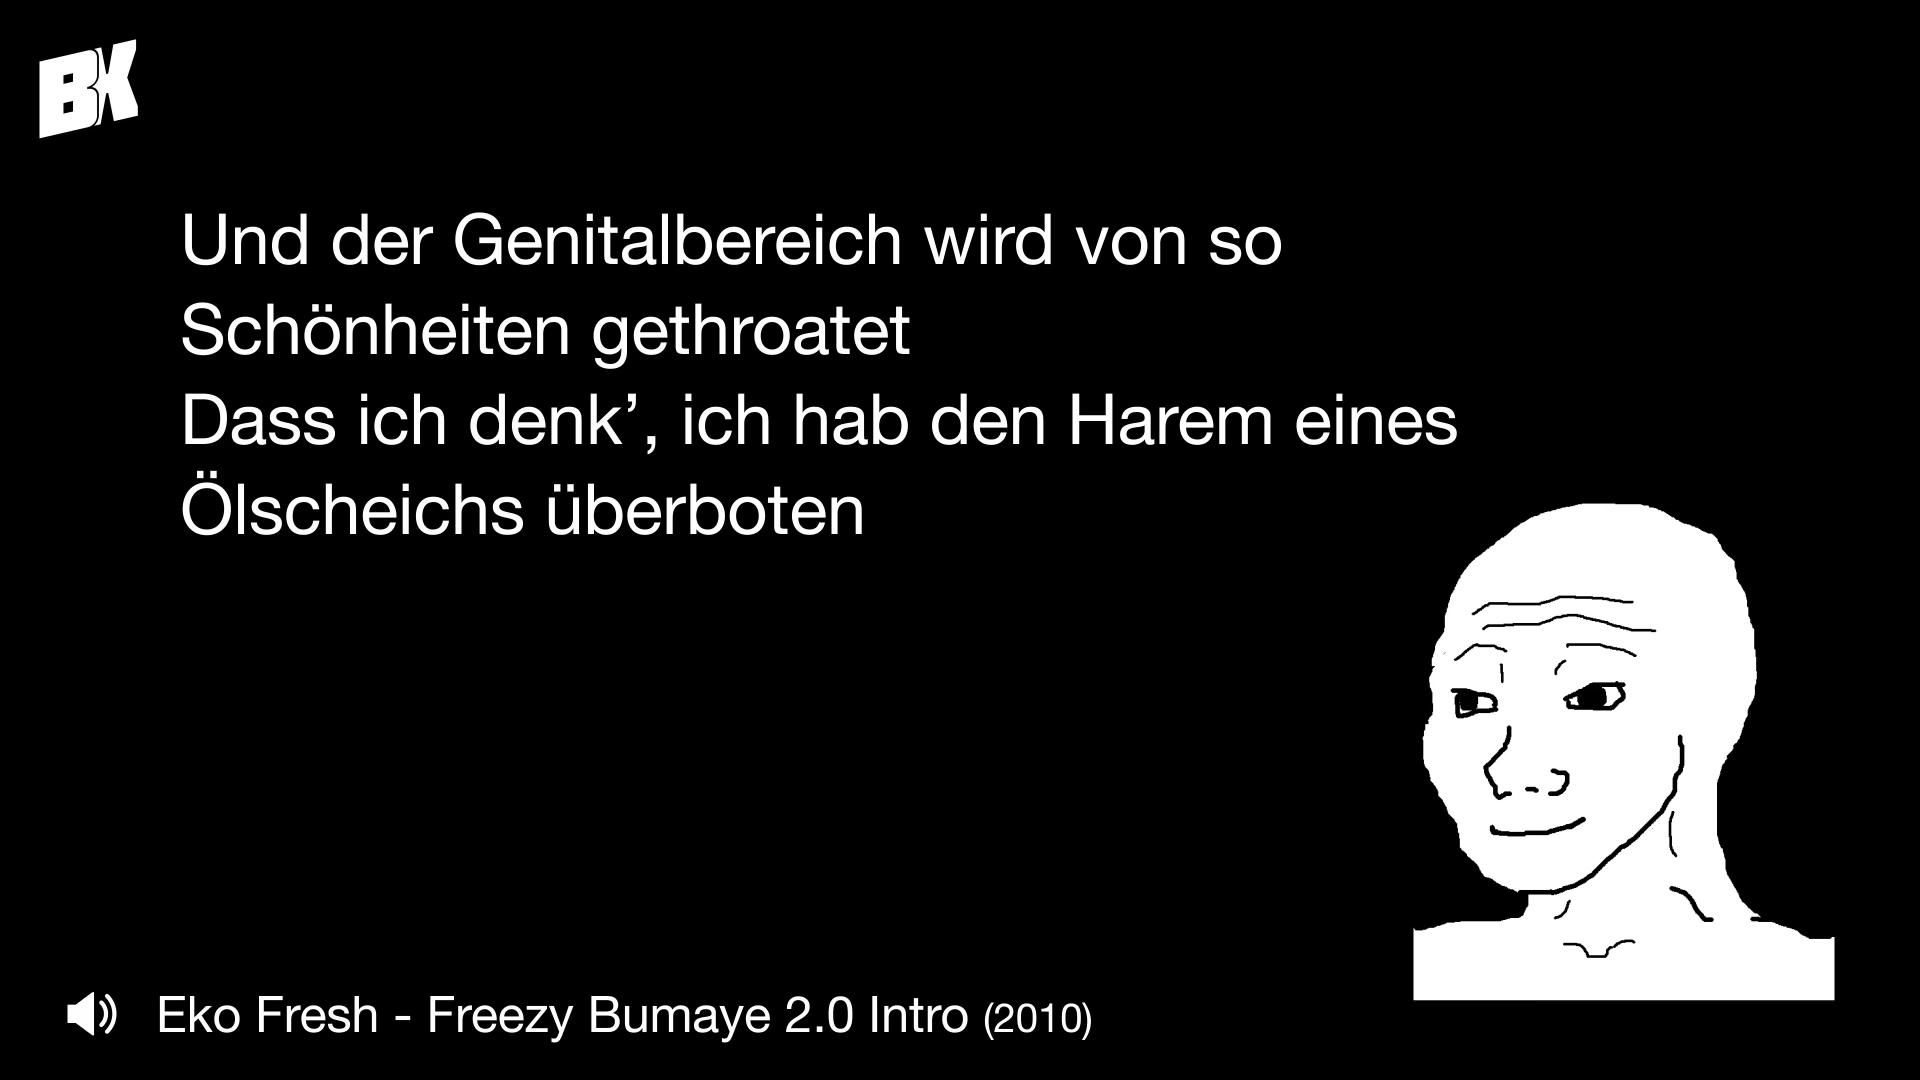 BK
Und der Genitalbereich wird von so
Schönheiten gethroatet
Dass ich denk’, ich hab den Harem eines
Ölscheichs überboten
Eko Fresh - Freezy Bumaye 2.0 Intro (2010)